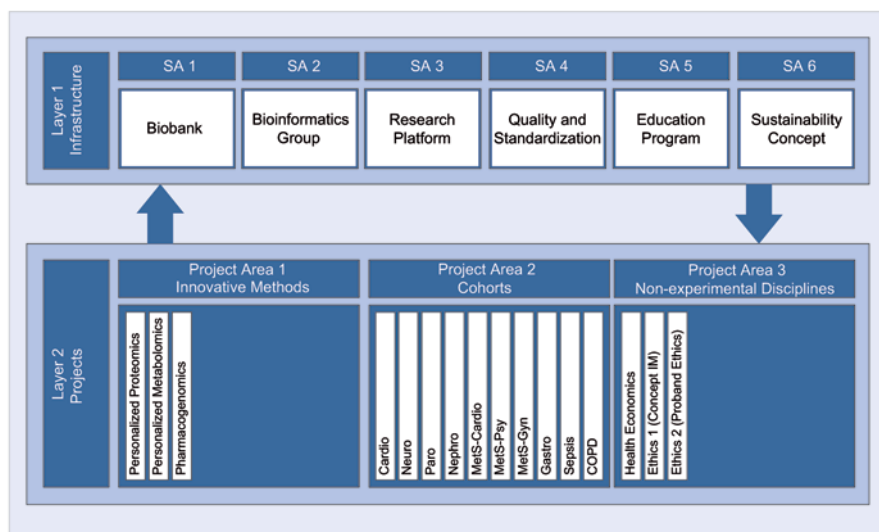 Layer 1
Infrastructure
SA 1
SA 2
SA 3
SA 4
SA 5
SA 6
Biobank
Bioinformatics
Group
Research
Platform
Quality and
Standardization
Education
Program
Sustainability
Concept
Layer 2
Projects
Project Area 1
Innovative Methods
Project Area 2
Cohorts
Project Area 3
Non-experimental Disciplines
Personalized Proteomics
Personalized Metabolomics
Pharmacogenomics
Cardio
Neuro
Paro
Nephro
MetS-Cardio
MetS-Psy
MetS-Gyn
Gastro
Sepsis
COPD
Health Economics
Ethics 1 (Concept IM)
Ethics 2 (Proband Ethics)